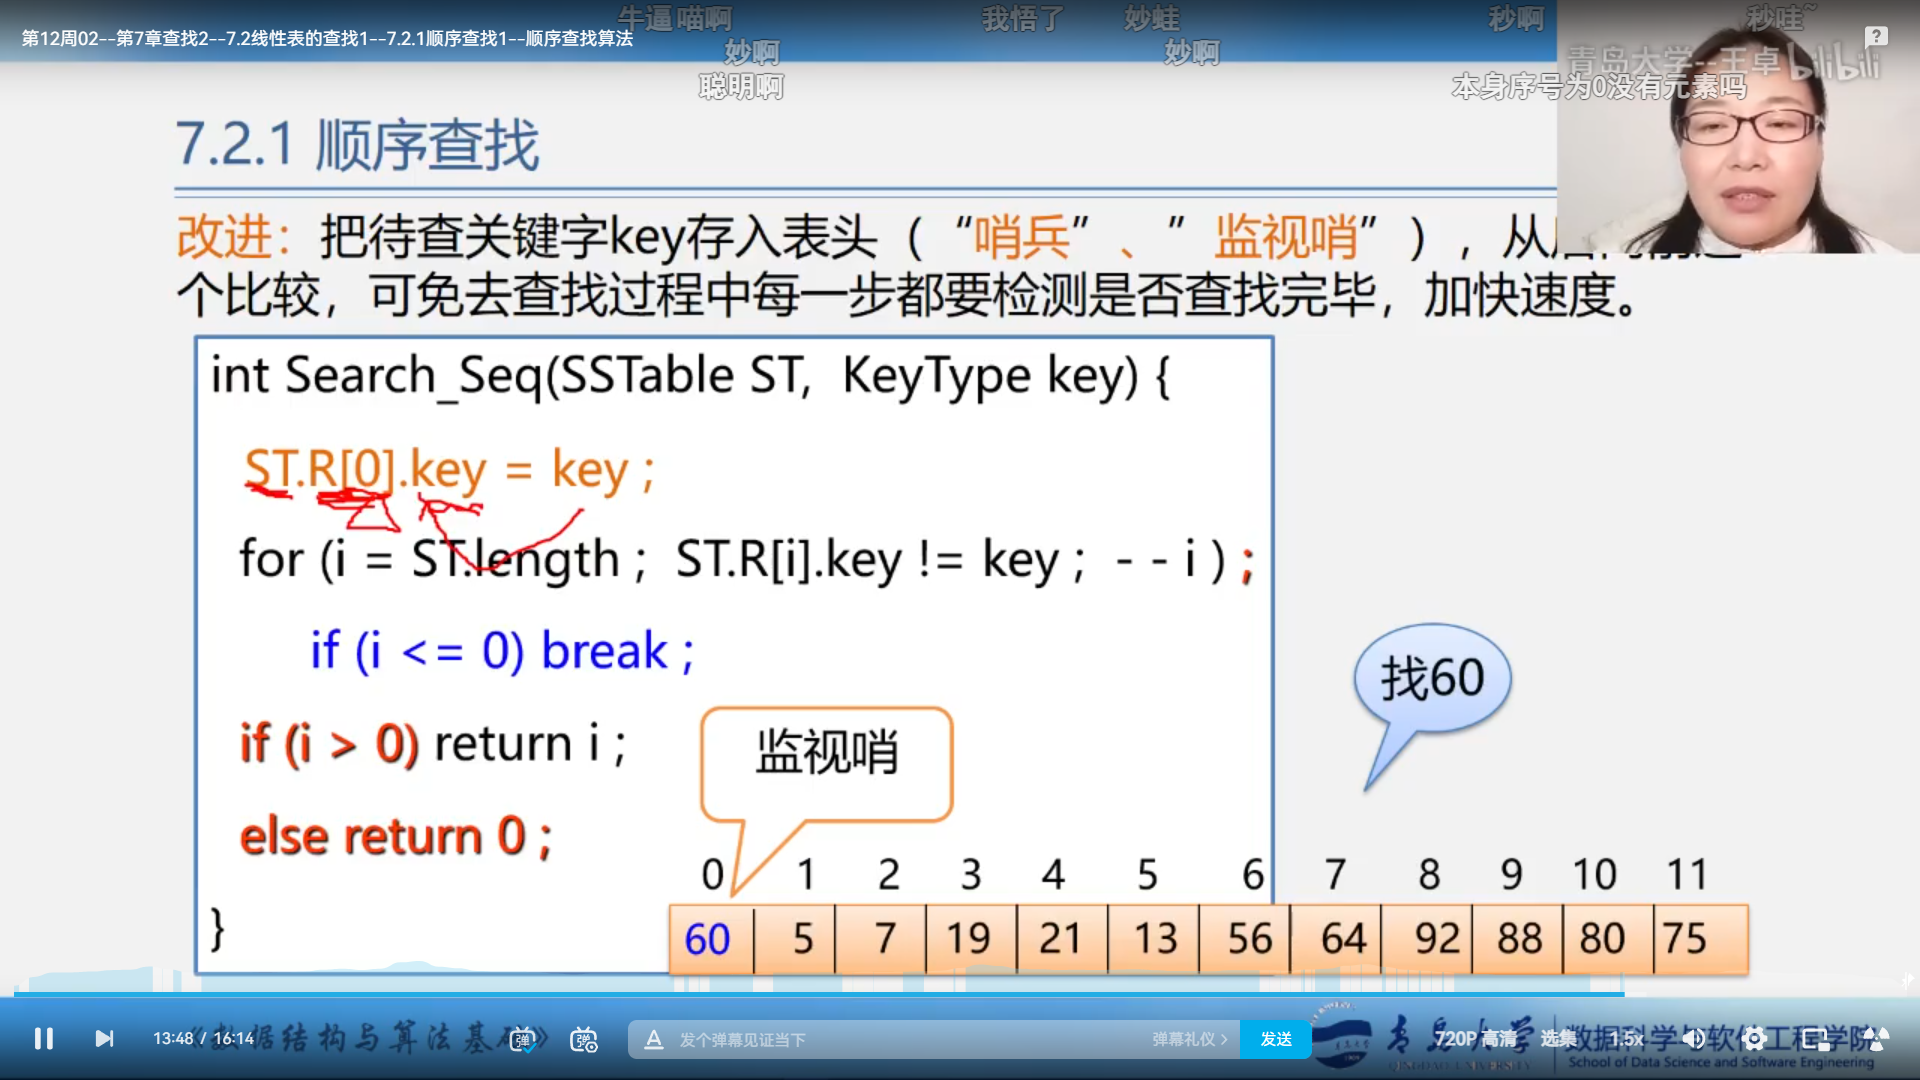 牛逼喵啊
我悟了
妙蛙
秒啊
秒哇~
第12周02--第7章查找2--7.2线性表的查找1--7.2.1顺序查找1--顺序查找算法
妙啊
妙啊
青岛大学--王卓 bilibili
聪明啊
本身序号为0没有元素吗
7.2.1 顺序查找
改进：把待查关键字key存入表头（“哨兵”、”监视哨”），从
个比较，可免去查找过程中每一步都要检测是否查找完毕，加快速度。
int Search_Seq(SSTable ST, KeyType key) {
ST.R[0].key = key ;
for (i = ST.length ; ST.R[i].key != key ; - - i ) ;
if (i <= 0) break ;
找60
if (i > 0) return i ;
监视哨
else return 0 ;
0 1 2 3 4 5 6 7 8 9 10 11
}
60 5 7 19 21 13 56 64 92 88 80 75
13:48 / 16:14
《数据结构与算法基础》
弹
弹
A 发个弹幕见证当下
弹幕礼仪 >
发送
720P 高清
选集
1.5x
青岛大学
数据科学与软件工程学院
School of Data Science and Software Engineering